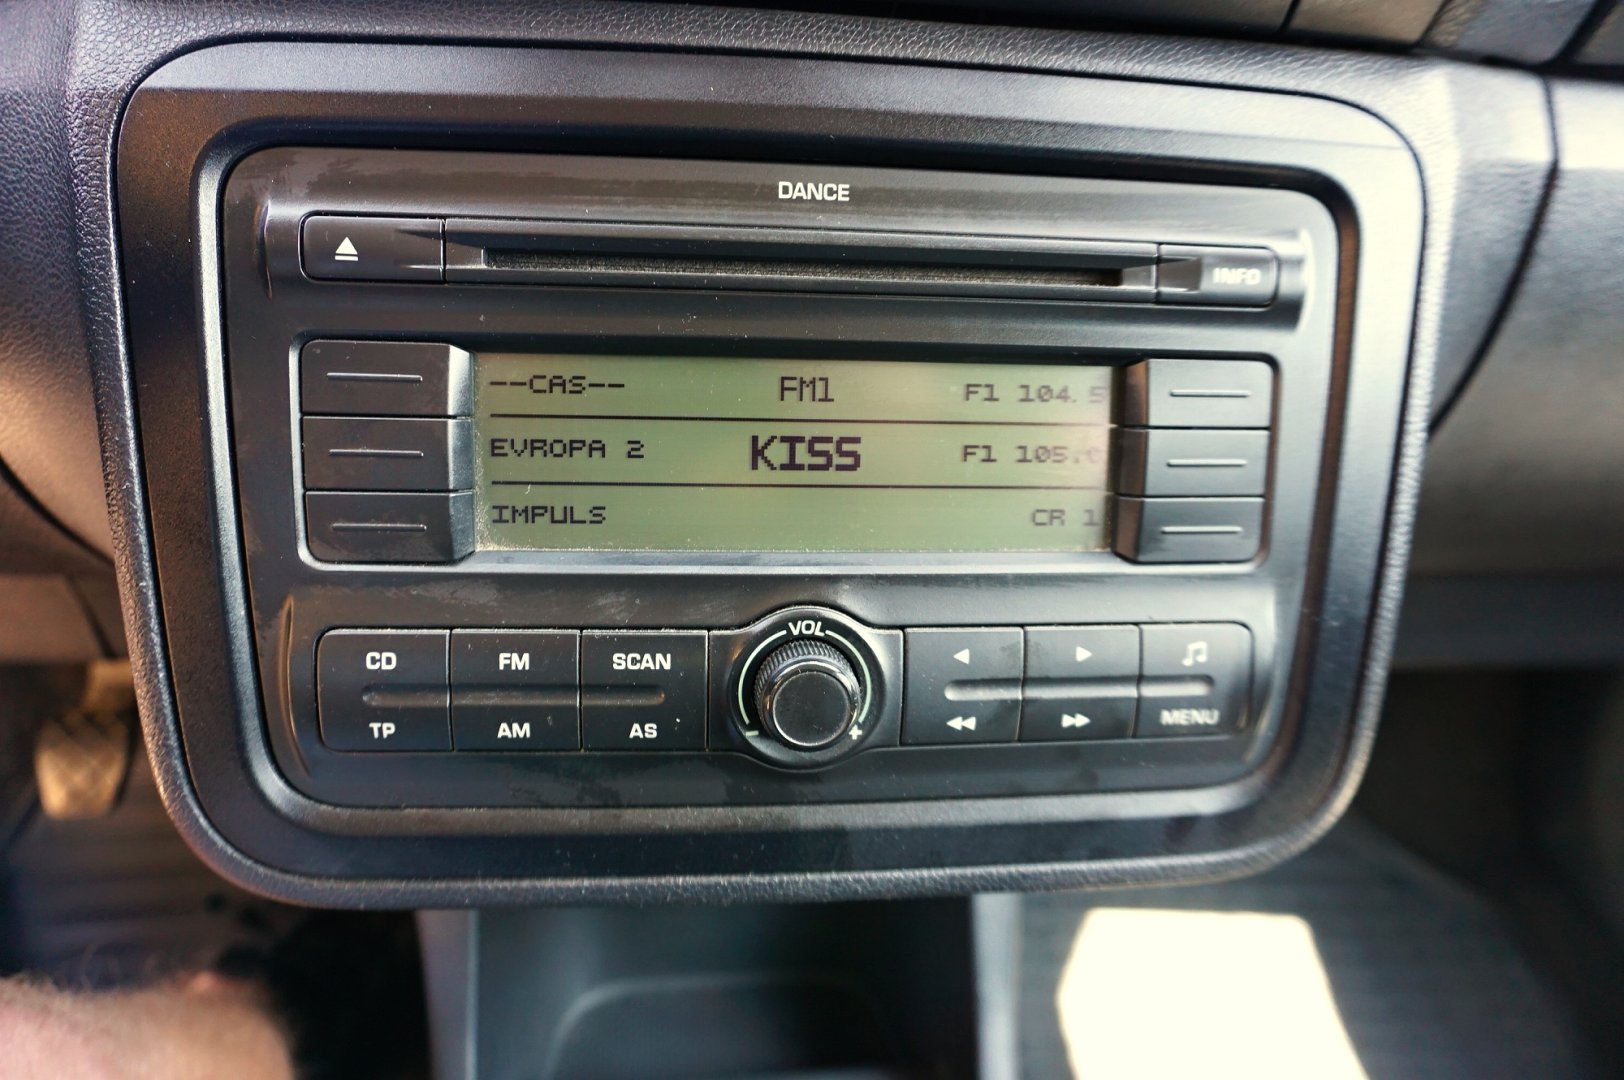 DANCE
INFO
--CAS-- FM1 F1 104.5
EVROPA 2 KISS F1 105.
IMPULS CR 1
VOL
CD FM SCAN
TP AM AS - + MENU